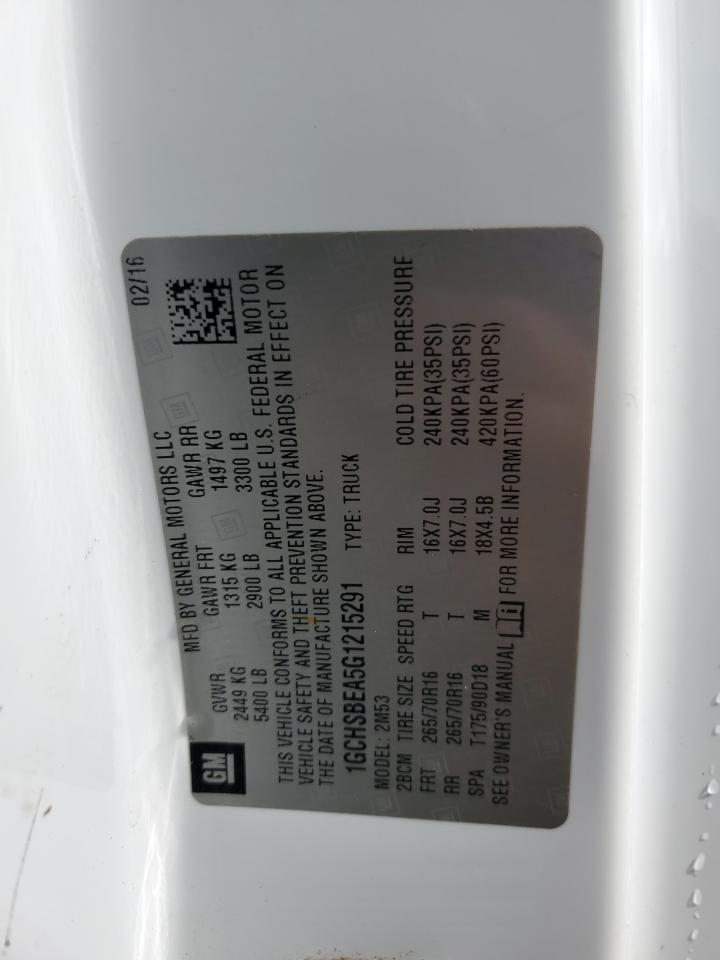 MFD BY GENERAL MOTORS LLC 02/16
GM
GVWR GAWR FRT GAWR RR
2449 KG 1315 KG 1497 KG
5400 LB 2900 LB 3300 LB
THIS VEHICLE CONFORMS TO ALL APPLICABLE U.S. FEDERAL MOTOR
VEHICLE SAFETY AND THEFT PREVENTION STANDARDS IN EFFECT ON
THE DATE OF MANUFACTURE SHOWN ABOVE.
1GCHSBEA5G1215291 TYPE: TRUCK
MODEL: 2M53
2BCM TIRE SIZE SPEED RTG RIM COLD TIRE PRESSURE
FRT 265/70R16 T 16X7.0J 240KPA(35PSI)
RR 265/70R16 T 16X7.0J 240KPA(35PSI)
SPA T175/90D18 M 18X4.5B 420KPA(60PSI)
SEE OWNER'S MANUAL i FOR MORE INFORMATION.